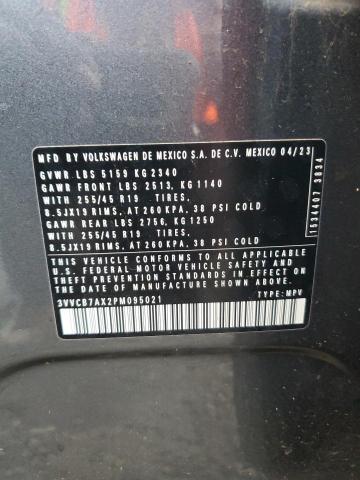 MFD BY VOLKSWAGEN DE MEXICO S.A. DE C.V. MEXICO 04/23
GVWR LBS 5159 KG 2340
GAWR FRONT LBS 2513, KG 1140
WITH 255/45 R19 TIRES,
8.5JX19 RIMS, AT 260 KPA, 38 PSI COLD
GAWR REAR LBS 2756, KG 1250
WITH 255/45 R19 TIRES,
8.5JX19 RIMS, AT 260 KPA, 38 PSI COLD
THIS VEHICLE CONFORMS TO ALL APPLICABLE
U.S. FEDERAL MOTOR VEHICLE SAFETY AND
THEFT PREVENTION STANDARDS IN EFFECT ON
THE DATE OF MANUFACTURE SHOWN ABOVE
3VVCB7AX2PM095021 TYPE: MPV
1534407 3834